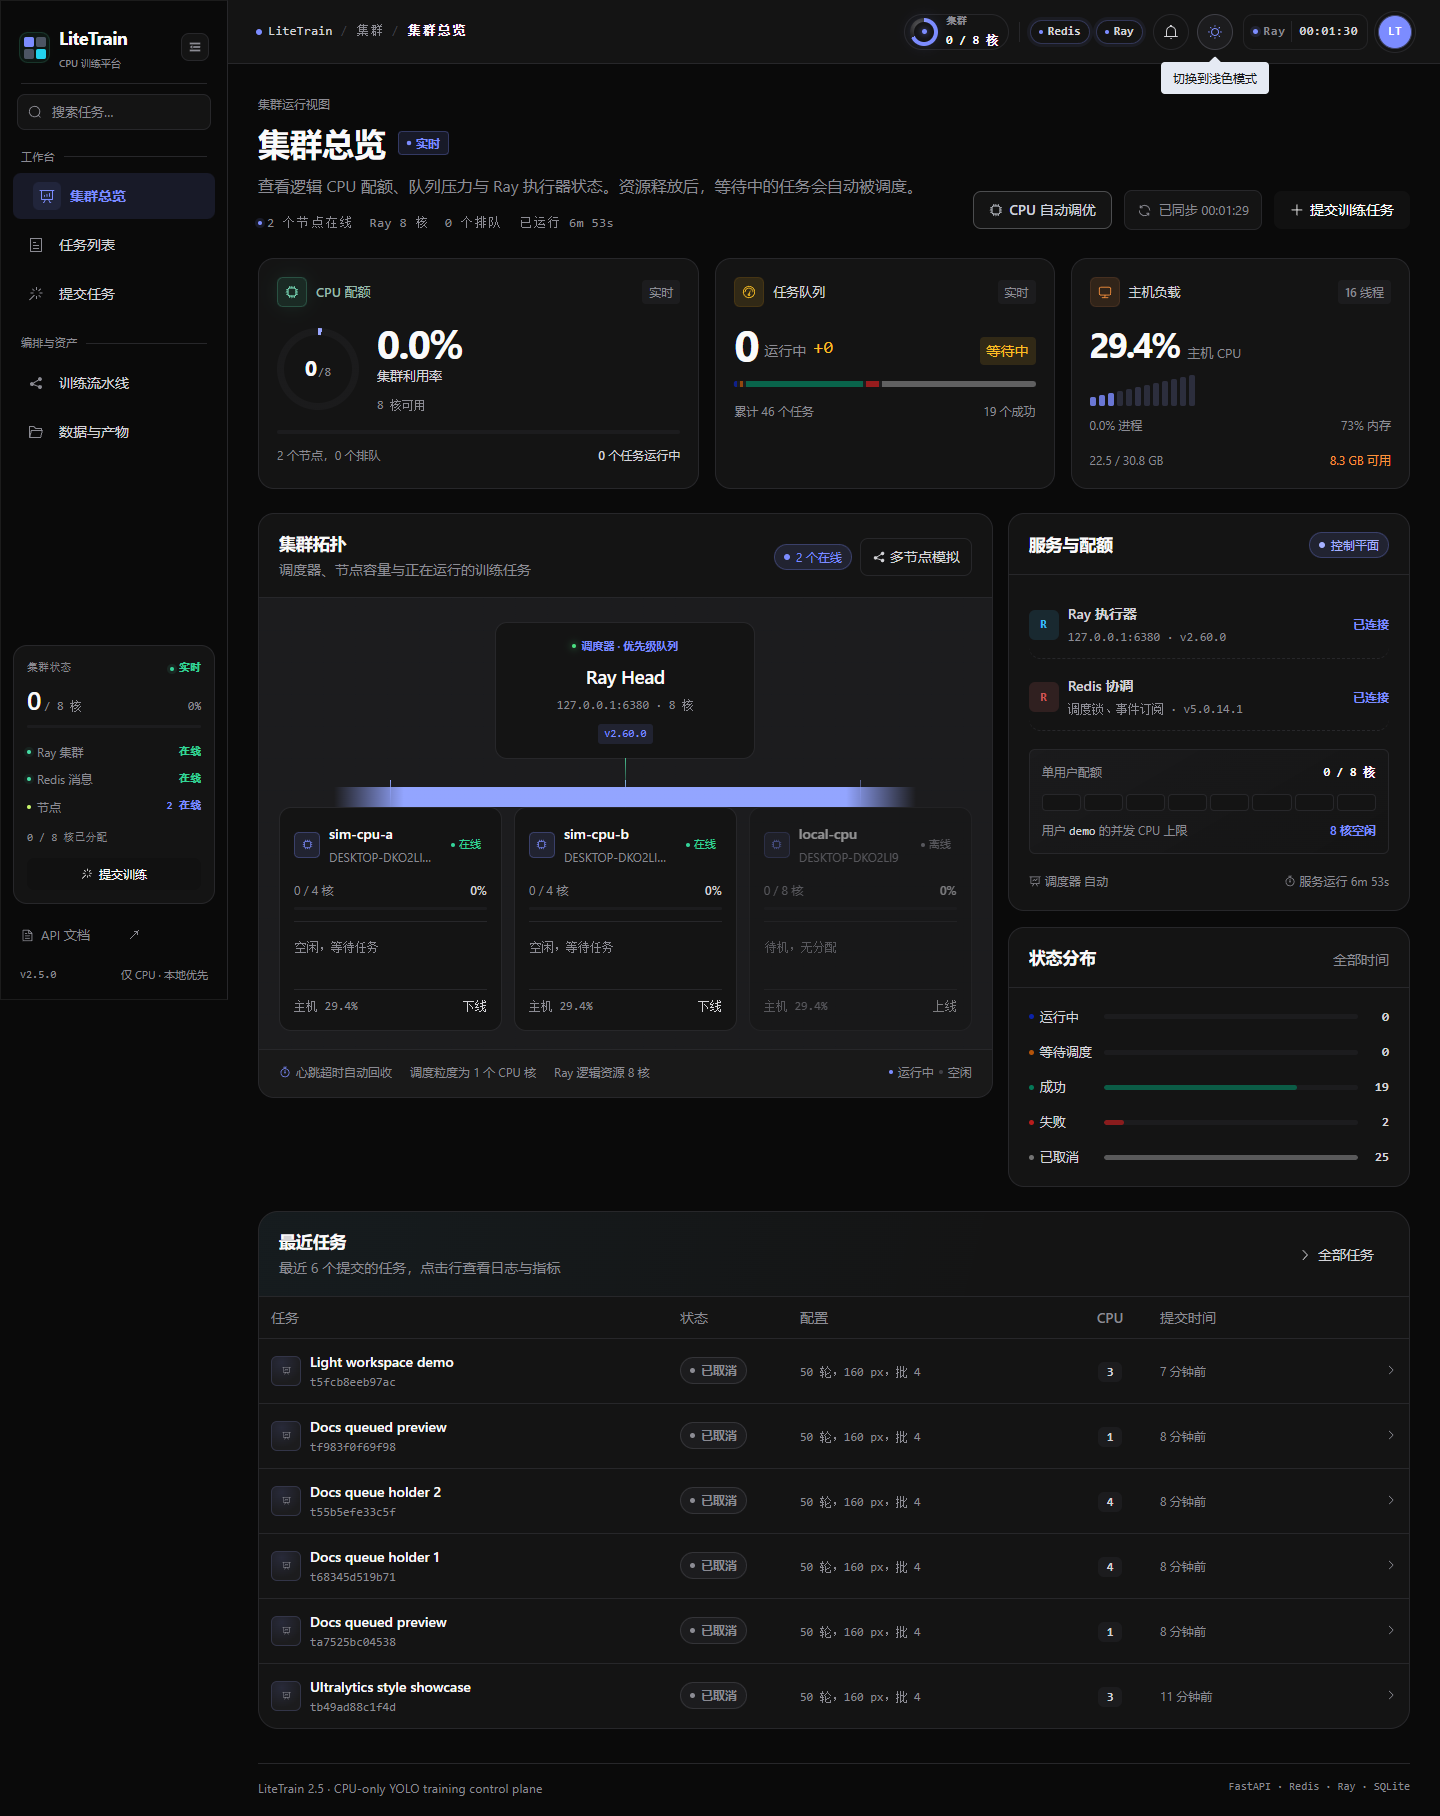 LiteTrain
CPU 训练平台
搜索任务...
工作台
集群总览
任务列表
提交任务
编排与资产
训练流水线
数据与产物
集群状态
实时
0 / 8 核
0%
Ray 集群
在线
Redis 消息
在线
节点
2 在线
0 / 8 核已分配
提交训练
API 文档
v2.5.0
仅 CPU · 本地优先
LiteTrain / 集群 / 集群总览
集群
0 / 8 核
Redis
Ray
Ray
00:01:30
LT
切换到浅色模式
集群运行视图
集群总览
实时
查看逻辑 CPU 配额、队列压力与 Ray 执行器状态。资源释放后，等待中的任务会自动被调度。
2 个节点在线 Ray 8 核 0 个排队 已运行 6m 53s
CPU 自动调优
已同步 00:01:29
提交训练任务
CPU 配额
实时
0/8
0.0%
集群利用率
8 核可用
2 个节点，0 个排队
0 个任务运行中
任务队列
实时
0 运行中 +0
等待中
累计 46 个任务
19 个成功
主机负载
16 线程
29.4% 主机 CPU
0.0% 进程
73% 内存
22.5 / 30.8 GB
8.3 GB 可用
集群拓扑
调度器、节点容量与正在运行的训练任务
2 个在线
多节点模拟
调度器 · 优先级队列
Ray Head
127.0.0.1:6380 · 8 核
v2.60.0
sim-cpu-a
DESKTOP-DKO2LI...
在线
0 / 4 核
0%
空闲，等待任务
主机 29.4%
下线
sim-cpu-b
DESKTOP-DKO2LI...
在线
0 / 4 核
0%
空闲，等待任务
主机 29.4%
下线
local-cpu
DESKTOP-DKO2LI9
离线
0 / 8 核
0%
待机，无分配
主机 29.4%
上线
心跳超时自动回收
调度粒度为 1 个 CPU 核
Ray 逻辑资源 8 核
运行中
空闲
服务与配额
控制平面
R
Ray 执行器
127.0.0.1:6380 · v2.60.0
已连接
R
Redis 协调
调度锁、事件订阅 · v5.0.14.1
已连接
单用户配额
0 / 8 核
用户 demo 的并发 CPU 上限
8 核空闲
调度器 自动
服务运行 6m 53s
状态分布
全部时间
运行中
0
等待调度
0
成功
19
失败
2
已取消
25
最近任务
最近 6 个提交的任务，点击行查看日志与指标
全部任务
任务 状态 配置 CPU 提交时间
Light workspace demo
t5fcb8eeb97ac
已取消
50 轮，160 px，批 4
3
7 分钟前
Docs queued preview
tf983f0f69f98
已取消
50 轮，160 px，批 4
1
8 分钟前
Docs queue holder 2
t55b5efe33c5f
已取消
50 轮，160 px，批 4
4
8 分钟前
Docs queue holder 1
t68345d519b71
已取消
50 轮，160 px，批 4
4
8 分钟前
Docs queued preview
ta7525bc04538
已取消
50 轮，160 px，批 4
1
8 分钟前
Ultralytics style showcase
tb49ad88c1f4d
已取消
50 轮，160 px，批 4
3
11 分钟前
LiteTrain 2.5 · CPU-only YOLO training control plane
FastAPI · Redis · Ray · SQLite